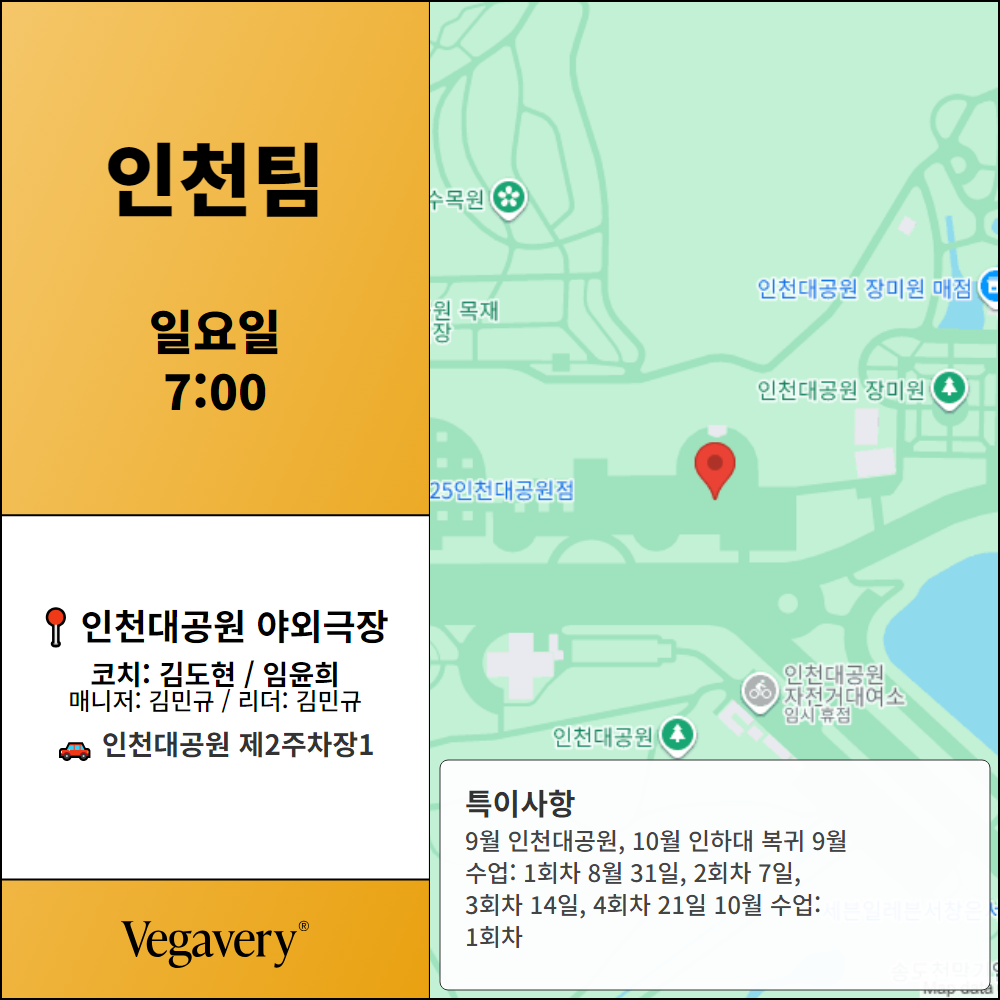 인천팀
일요일
7:00
인천대공원 야외극장
코치: 김도현 / 임윤희
매니저: 김민규 / 리더: 김민규
인천대공원 제2주차장1
Vegavery®
수목원
원 목재
장
인천대공원 장미원 매점
인천대공원 장미원
25인천대공원점
인천대공원
자전거대여소
임시 휴점
인천대공원
특이사항
9월 인천대공원, 10월 인하대 복귀 9월
수업: 1회차 8월 31일, 2회차 7일,
3회차 14일, 4회차 21일 10월 수업:
1회차
Map data